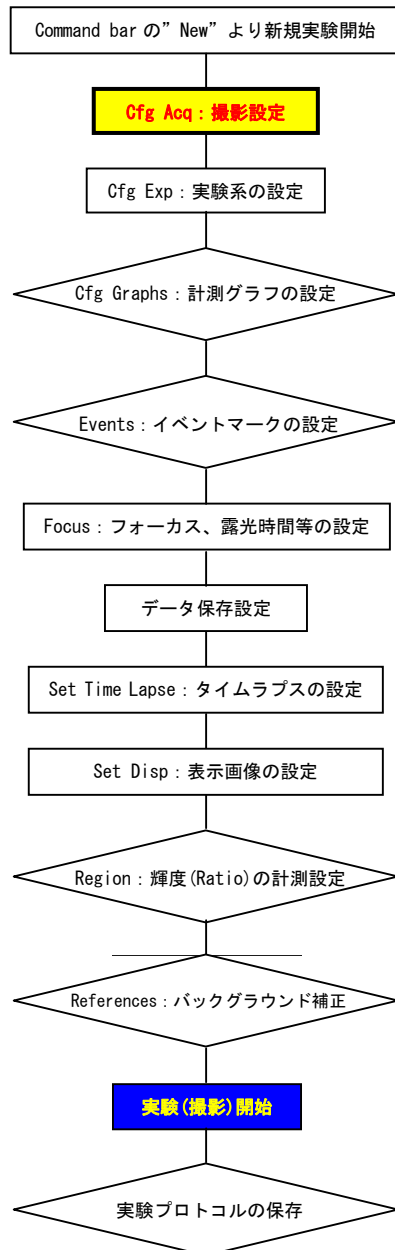 Command bar の”New”より新規実験開始
Cfg Acq：撮影設定
Cfg Exp：実験系の設定
Cfg Graphs：計測グラフの設定
Events：イベントマークの設定
Focus：フォーカス、露光時間等の設定
データ保存設定
Set Time Lapse：タイムラプスの設定
Set Disp：表示画像の設定
Region：輝度(Ratio)の計測設定
References：バックグラウンド補正
実験(撮影)開始
実験プロトコルの保存